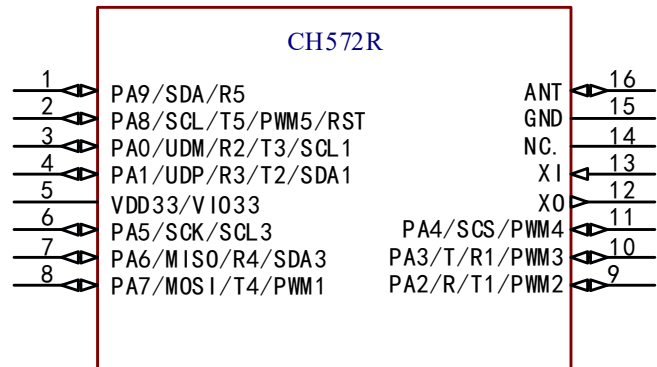 CH572R
1 PA9/SDA/R5
2 PA8/SCL/T5/PWM5/RST
3 PA0/UDM/R2/T3/SCL1
4 PA1/UDP/R3/T2/SDA1
5 VDD33/VIO33
6 PA5/SCK/SCL3
7 PA6/MISO/R4/SDA3
8 PA7/MOSI/T4/PWM1
ANT 16
GND 15
NC. 14
XI 13
XO 12
PA4/SCS/PWM4 11
PA3/T/R1/PWM3 10
PA2/R/T1/PWM2 9